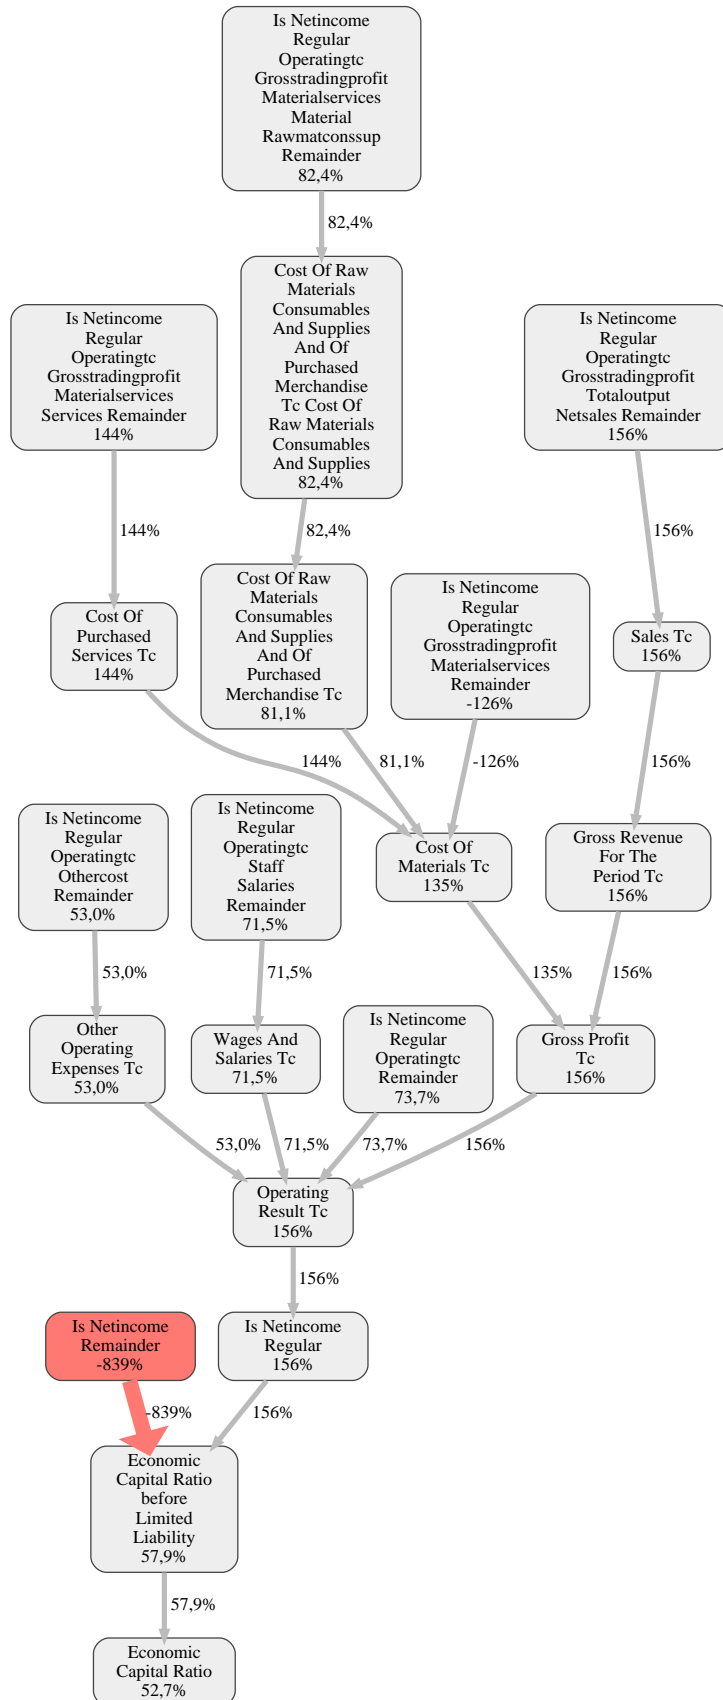 Is Netincome
Regular
Operatingtc
Grosstradingprofit
Materialservices
Material
Rawmatconssup
Remainder
82,4%
82,4%
Cost Of Raw
Materials
Consumables
And Supplies
And Of
Purchased
Merchandise
Tc Cost Of
Raw Materials
Consumables
And Supplies
82,4%
Is Netincome
Regular
Operatingtc
Grosstradingprofit
Materialservices
Services Remainder
144%
Is Netincome
Regular
Operatingtc
Grosstradingprofit
Totaloutput
Netsales Remainder
156%
144%
82,4%
156%
Cost Of
Purchased
Services Tc
144%
Cost Of Raw
Materials
Consumables
And Supplies
And Of
Purchased
Merchandise Tc
81,1%
Is Netincome
Regular
Operatingtc
Grosstradingprofit
Materialservices
Remainder
-126%
Sales Tc
156%
144%
81,1%
-126%
156%
Is Netincome
Regular
Operatingtc
Othercost
Remainder
53,0%
Is Netincome
Regular
Operatingtc
Staff
Salaries
Remainder
71,5%
Cost Of
Materials Tc
135%
Gross Revenue
For The
Period Tc
156%
53,0%
71,5%
135%
156%
Other
Operating
Expenses Tc
53,0%
Wages And
Salaries Tc
71,5%
Is Netincome
Regular
Operatingtc
Remainder
73,7%
Gross Profit
Tc
156%
53,0%
71,5%
73,7%
156%
Operating
Result Tc
156%
156%
Is Netincome
Remainder
-839%
Is Netincome
Regular
156%
-839%
156%
Economic
Capital Ratio
before
Limited
Liability
57,9%
57,9%
Economic
Capital Ratio
52,7%